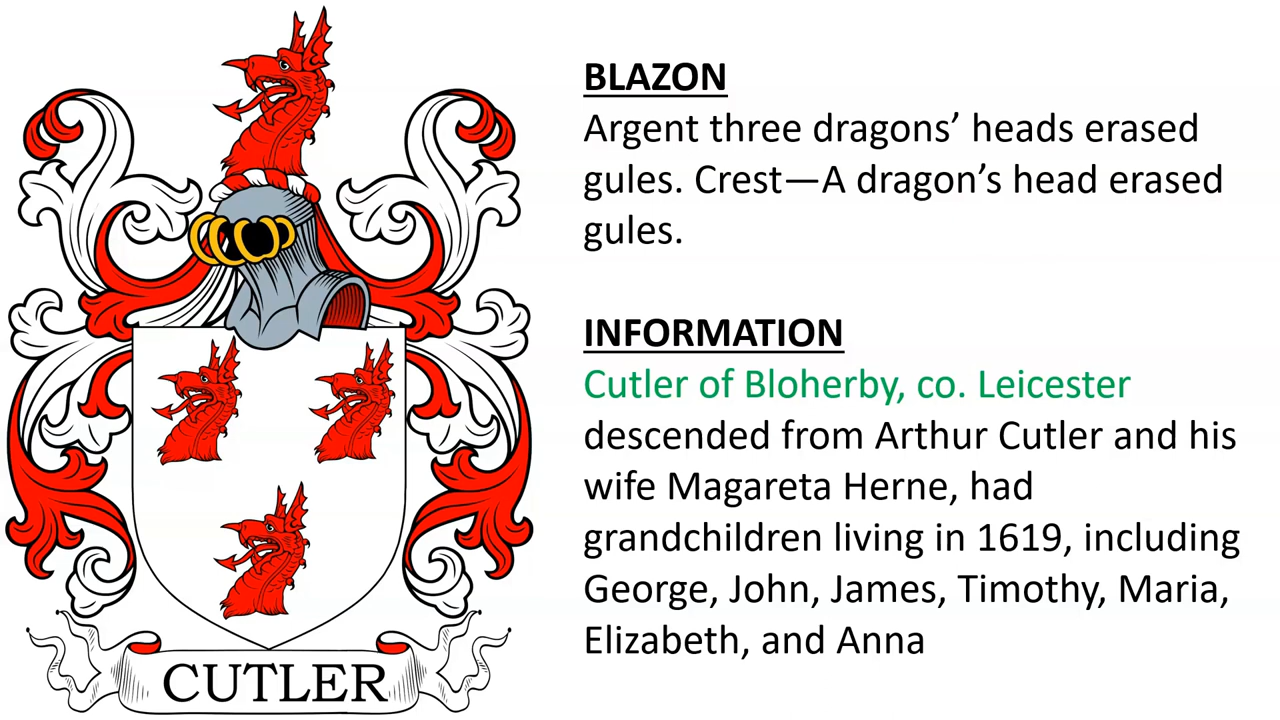 BLAZON
Argent three dragons’ heads erased
gules. Crest—A dragon’s head erased
gules.
INFORMATION
Cutler of Bloherby, co. Leicester
descended from Arthur Cutler and his
wife Magareta Herne, had
grandchildren living in 1619, including
George, John, James, Timothy, Maria,
Elizabeth, and Anna
CUTLER